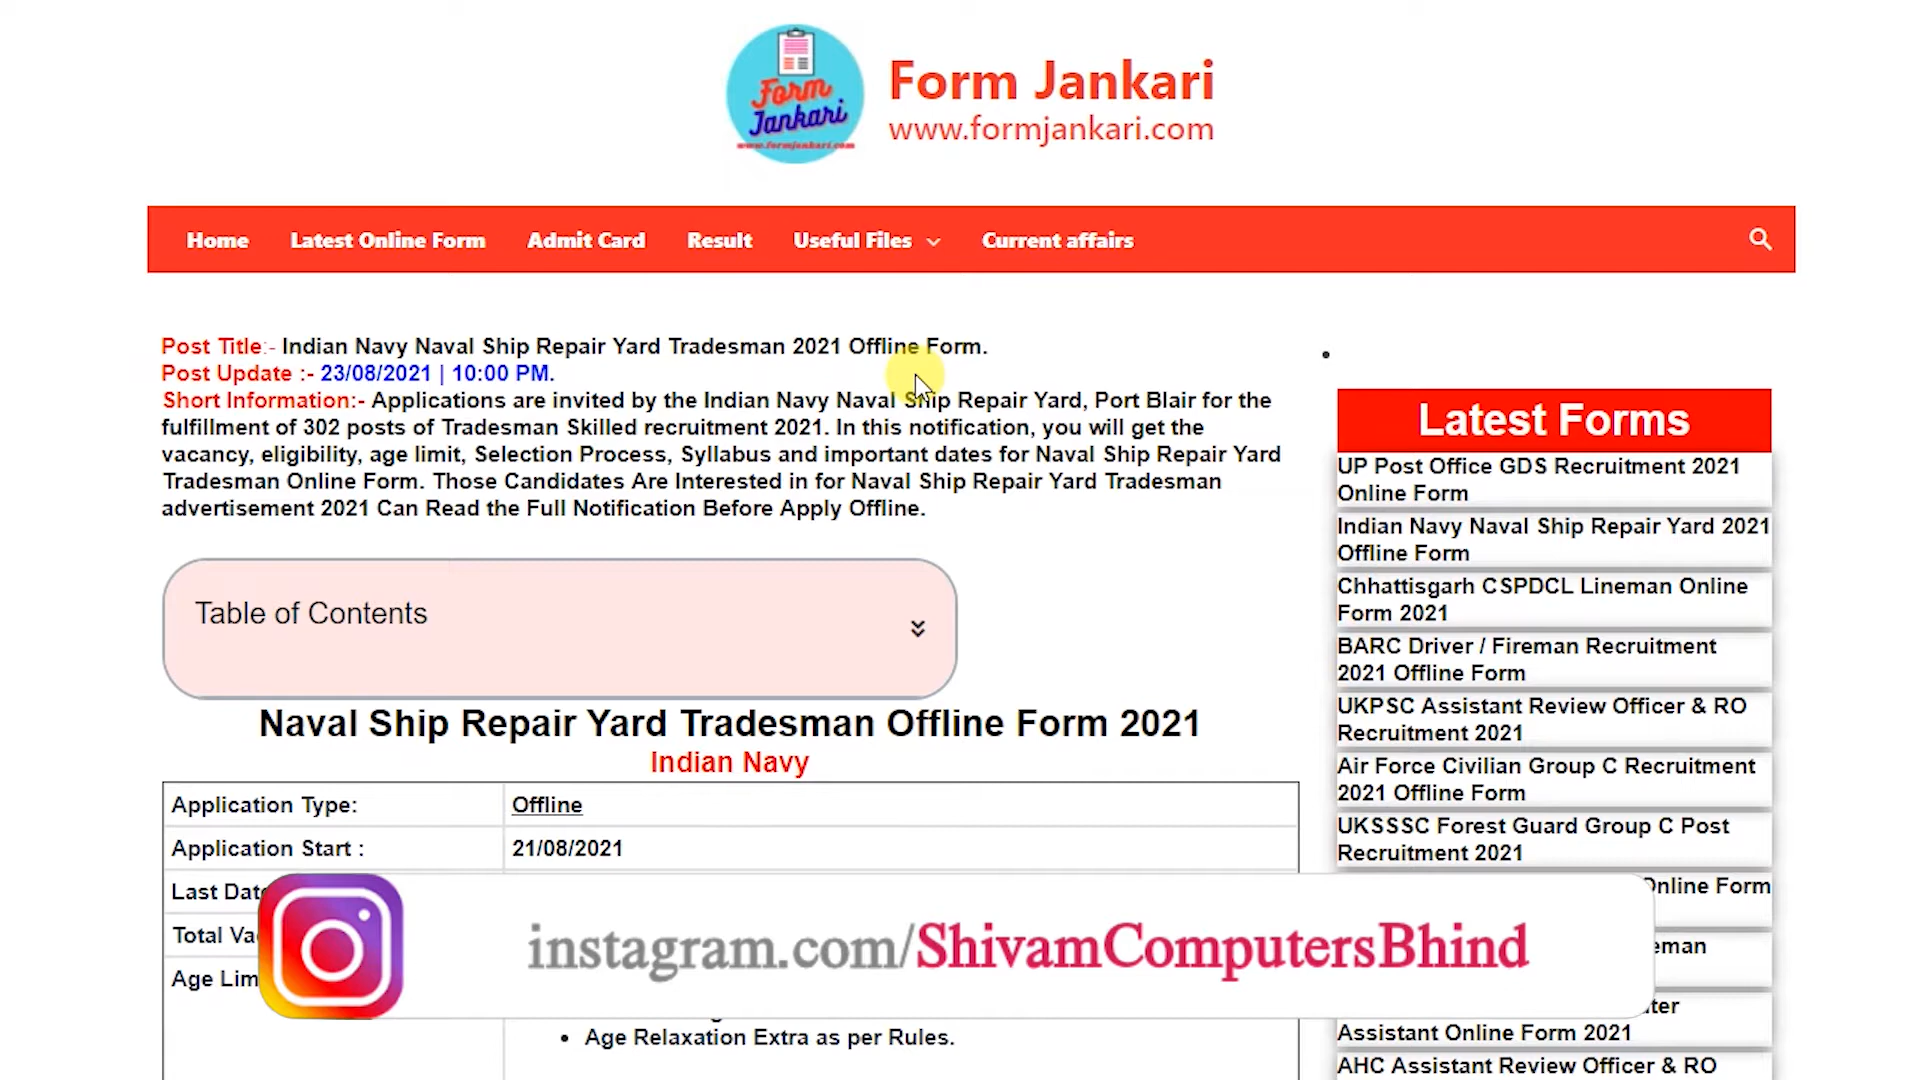 Form
Jankari
www.formjankari.com
Form Jankari
www.formjankari.com
Home Latest Online Form Admit Card Result Useful Files Current affairs
Post Title:- Indian Navy Naval Ship Repair Yard Tradesman 2021 Offline Form.
Post Update :- 23/08/2021 | 10:00 PM.
Short Information:- Applications are invited by the Indian Navy Naval Ship Repair Yard, Port Blair for the
fulfillment of 302 posts of Tradesman Skilled recruitment 2021. In this notification, you will get the
vacancy, eligibility, age limit, Selection Process, Syllabus and important dates for Naval Ship Repair Yard
Tradesman Online Form. Those Candidates Are Interested in for Naval Ship Repair Yard Tradesman
advertisement 2021 Can Read the Full Notification Before Apply Offline.
Table of Contents
Naval Ship Repair Yard Tradesman Offline Form 2021
Indian Navy
Application Type: Offline
Application Start : 21/08/2021
Last Date
Total Va
Age Lim
instagram.com/ShivamComputersBhind
Age Relaxation Extra as per Rules.
Latest Forms
UP Post Office GDS Recruitment 2021
Online Form
Indian Navy Naval Ship Repair Yard 2021
Offline Form
Chhattisgarh CSPDCL Lineman Online
Form 2021
BARC Driver / Fireman Recruitment
2021 Offline Form
UKPSC Assistant Review Officer & RO
Recruitment 2021
Air Force Civilian Group C Recruitment
2021 Offline Form
UKSSSC Forest Guard Group C Post
Recruitment 2021
Online Form
eman
ter
Assistant Online Form 2021
AHC Assistant Review Officer & RO